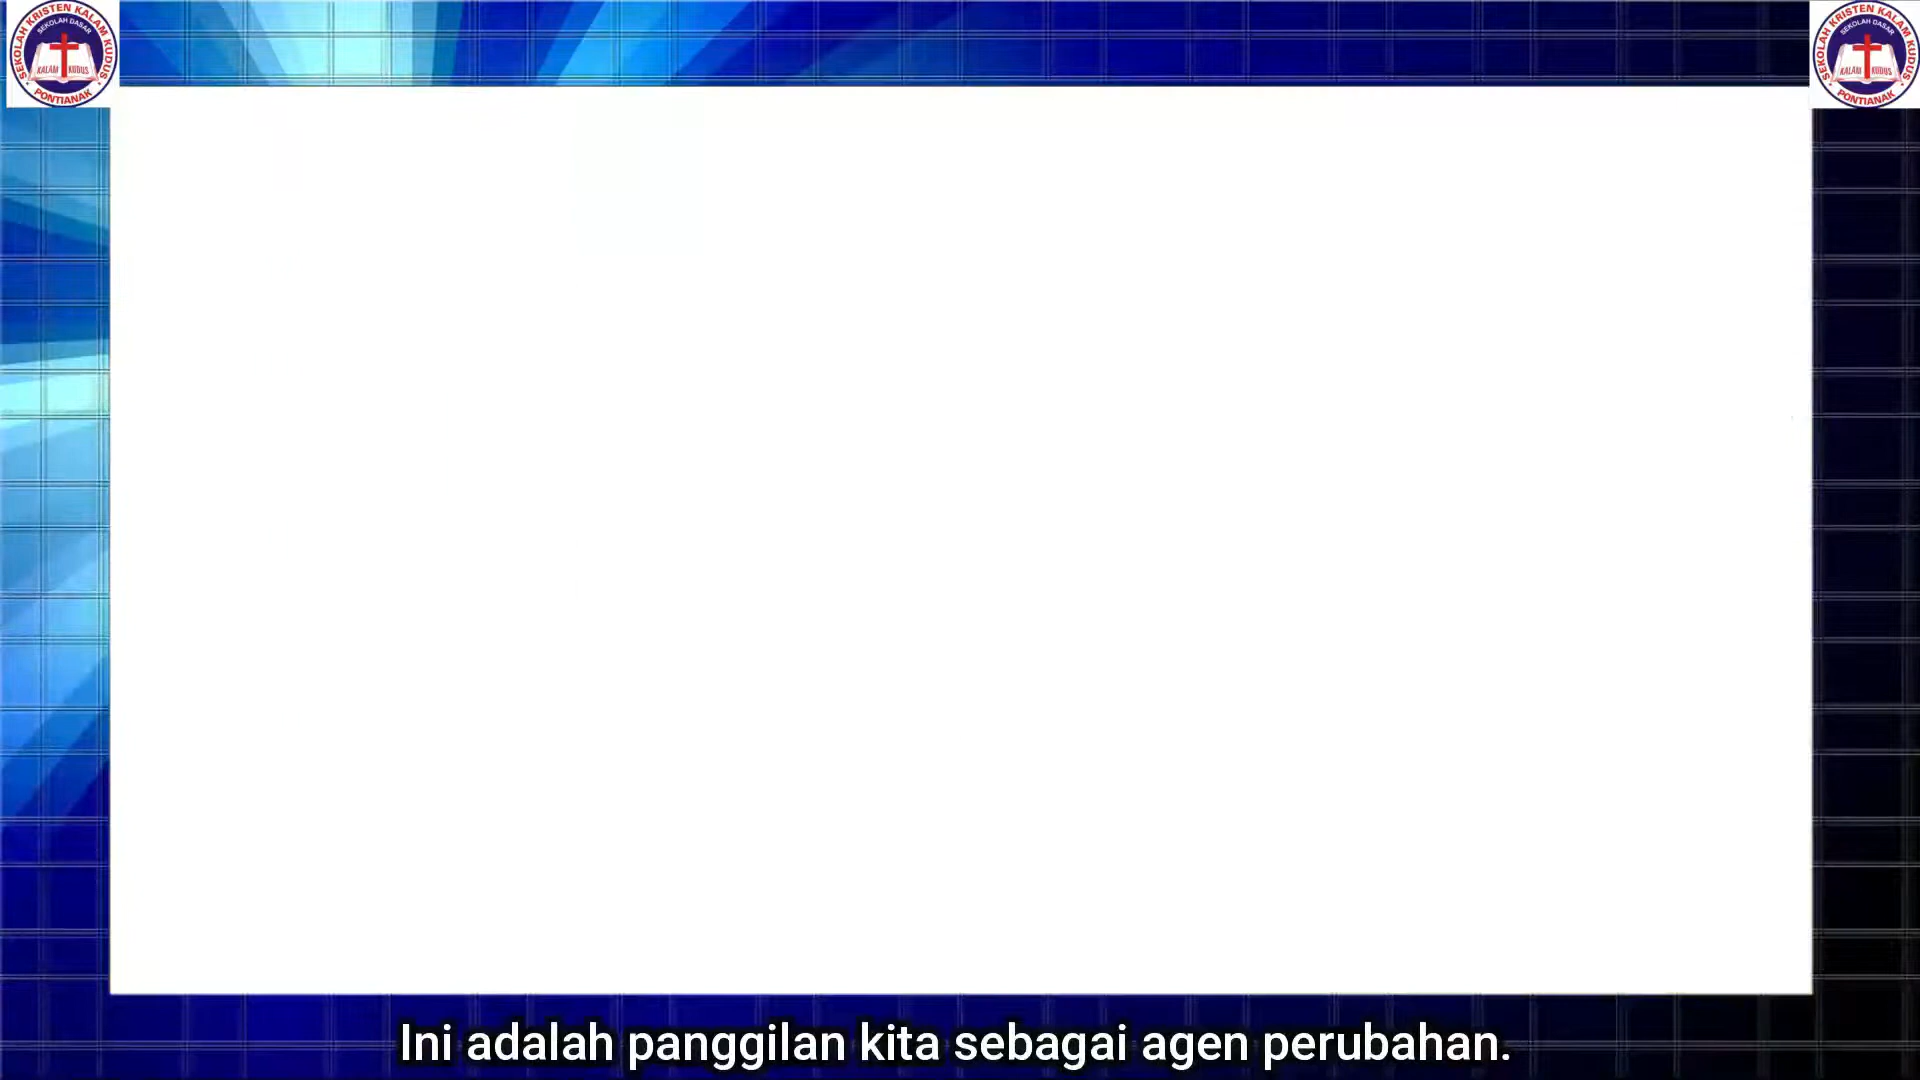 SEKOLAH KRISTEN KALAM KUDUS
SEKOLAH DASAR
KALAM KUDUS
PONTIANAK
SEKOLAH KRISTEN KALAM KUDUS
SEKOLAH DASAR
KALAM KUDUS
PONTIANAK
Ini adalah panggilan kita sebagai agen perubahan.